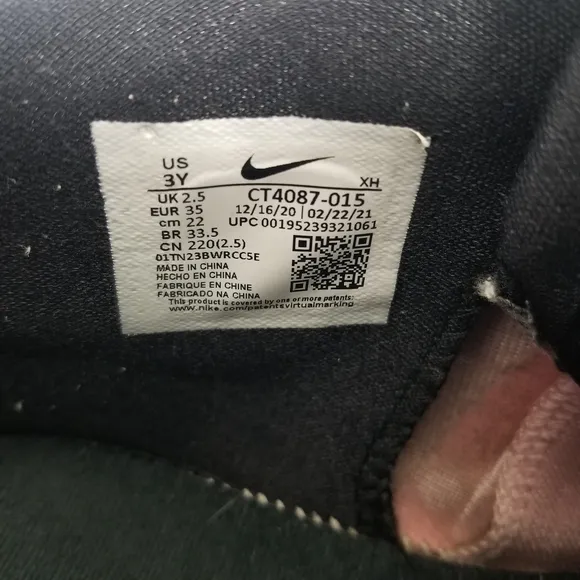 US
3Y
XH
UK 2.5
CT4087-015
EUR 35
12/16/20 | 02/22/21
cm 22
UPC 00195239321061
BR 33.5
CN 220(2.5)
01TN23BWRCC5E
MADE IN CHINA
HECHO EN CHINA
FABRIQUE EN CHINE
FABRICADO NA CHINA
This product is covered by one or more patents:
www.nike.com/patentsvirtualmarking